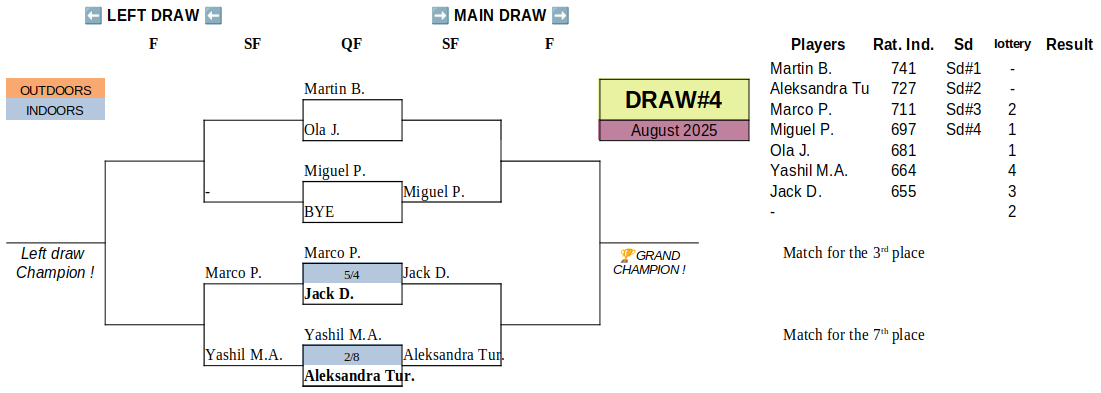 ⬅ LEFT DRAW ⬅ ➡ MAIN DRAW ➡
F SF QF SF F
Players Rat. Ind. Sd lottery Result
OUTDOORS
INDOORS
Martin B.
Ola J.
Miguel P.
- Miguel P.
BYE
Marco P.
Marco P. 5/4 Jack D.
Jack D.
Yashil M.A.
Yashil M.A. 2/8 Aleksandra Tur.
Aleksandra Tur.
Left draw
Champion !
DRAW#4
August 2025
🏆GRAND
CHAMPION !
Martin B. 741 Sd#1 -
Aleksandra Tu 727 Sd#2 -
Marco P. 711 Sd#3 2
Miguel P. 697 Sd#4 1
Ola J. 681 1
Yashil M.A. 664 4
Jack D. 655 3
- 2
Match for the 3rd place
Match for the 7th place